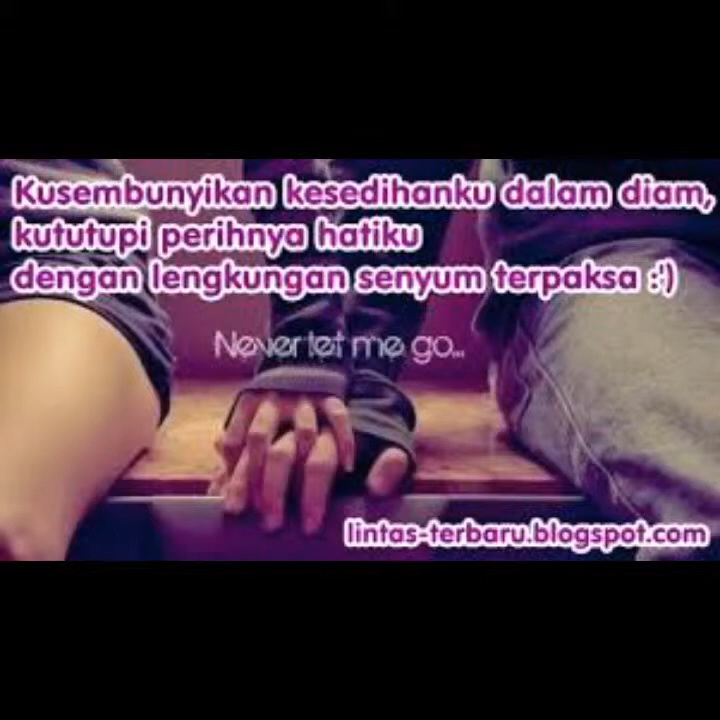 Kusembunyikan kesedihanku dalam diam,
kututupi perihnya hatiku
dengan lengkungan senyum terpaksa :')
Never let me go...
lintas-terbaru.blogspot.com